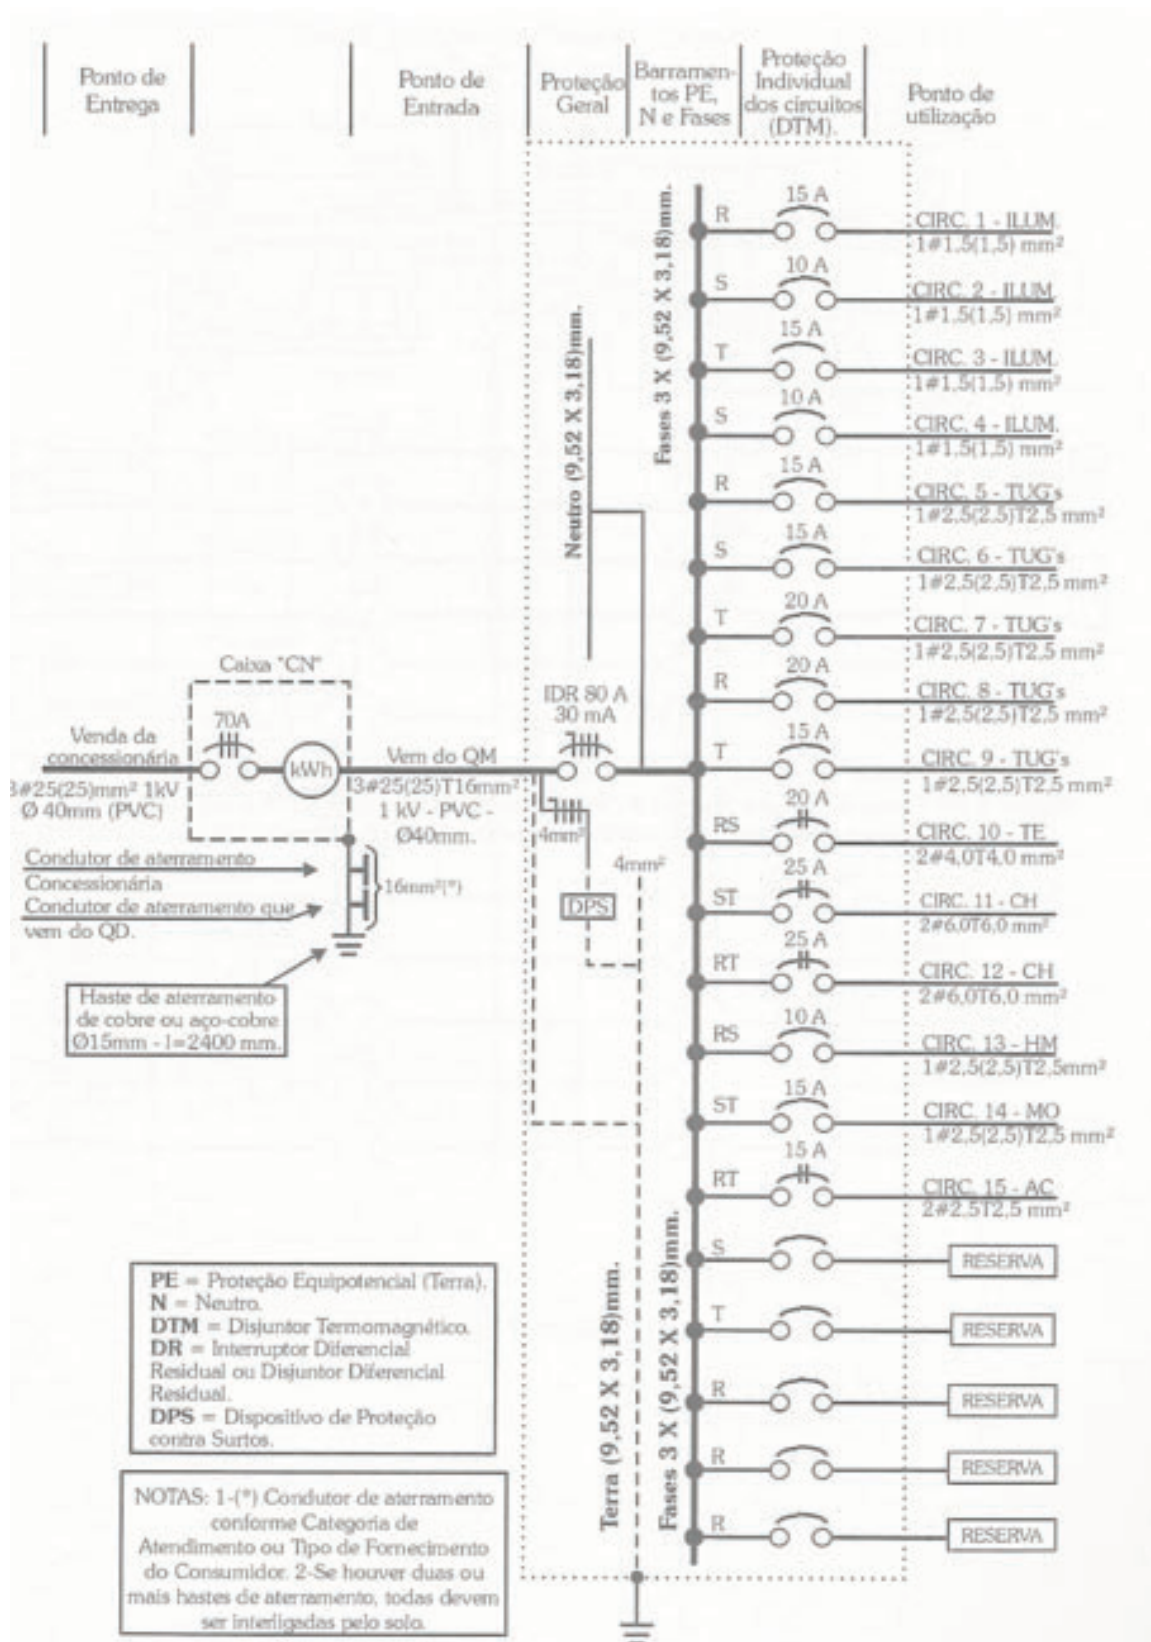 Ponto de
Entrega
Ponto de
Entrada
Proteção
Geral
Barramen-
tos PE,
N e Fases
Proteção
Individual
dos circuitos
(DTM).
Ponto de
utilização
Neutro (9,52 X 3,18)mm.
Fases 3 X (9,52 X 3,18)mm.
R
15 A
CIRC. 1 - ILUM.
1#1,5(1,5) mm²
S
10 A
CIRC. 2 - ILUM.
1#1,5(1,5) mm²
T
15 A
CIRC. 3 - ILUM.
1#1,5(1,5) mm²
S
10 A
CIRC. 4 - ILUM.
1#1,5(1,5) mm²
R
15 A
CIRC. 5 - TUG's
1#2,5(2,5)T2,5 mm²
S
15 A
CIRC. 6 - TUG's
1#2,5(2,5)T2,5 mm²
T
20 A
CIRC. 7 - TUG's
1#2,5(2,5)T2,5 mm²
R
20 A
CIRC. 8 - TUG's
1#2,5(2,5)T2,5 mm²
T
15 A
CIRC. 9 - TUG's
1#2,5(2,5)T2,5 mm²
RS
20 A
CIRC. 10 - TE
2#4,0T4,0 mm²
ST
25 A
CIRC. 11 - CH
2#6,0T6,0 mm²
RT
25 A
CIRC. 12 - CH
2#6,0T6,0 mm²
RS
10 A
CIRC. 13 - HM
1#2,5(2,5)T2,5mm²
ST
15 A
CIRC. 14 - MO
1#2,5(2,5)T2,5 mm²
RT
15 A
CIRC. 15 - AC
2#2,5T2,5 mm²
S
RESERVA
T
RESERVA
R
RESERVA
R
RESERVA
R
RESERVA
Caixa "CN"
70A
kWh
Venda da
concessionária
3#25(25)mm² 1kV
Ø 40mm (PVC)
Vem do QM
3#25(25)T16mm²
1 kV - PVC -
Ø40mm.
IDR 80 A
30 mA
4mm²
4mm²
DPS
Condutor de aterramento
Concessionária
Condutor de aterramento que
vem do QD.
16mm²(*)
Haste de aterramento
de cobre ou aço-cobre
Ø15mm - l=2400 mm.
Terra (9,52 X 3,18)mm.
Fases 3 X (9,52 X 3,18)mm.
PE = Proteção Equipotencial (Terra).
N = Neutro.
DTM = Disjuntor Termomagnético.
DR = Interruptor Diferencial
Residual ou Disjuntor Diferencial
Residual.
DPS = Dispositivo de Proteção
contra Surtos.
NOTAS: 1-(*) Condutor de aterramento
conforme Categoria de
Atendimento ou Tipo de Fornecimento
do Consumidor. 2-Se houver duas ou
mais hastes de aterramento, todas devem
ser interligadas pelo solo.